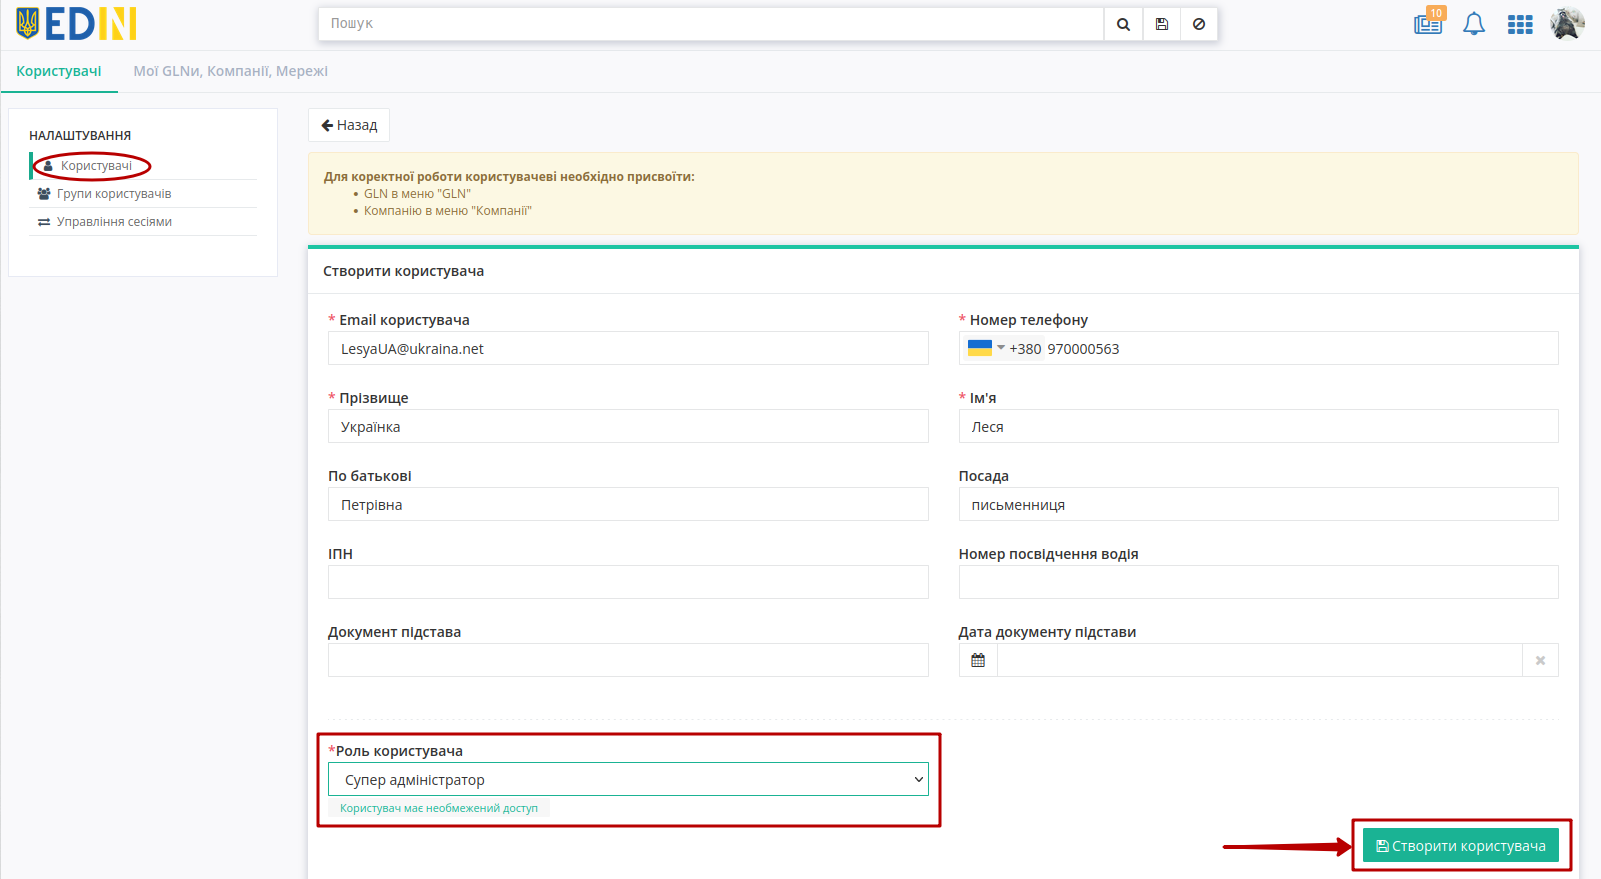 EDIN
Пошук
10
Користувачі
Мої GLNи, Компанії, Мережі
НАЛАШТУВАННЯ
Користувачі
Групи користувачів
Управління сесіями
Назад
Для коректної роботи користувачеві необхідно присвоїти:
• GLN в меню "GLN"
• Компанію в меню "Компанії"
Створити користувача
* Email користувача
LesyaUA@ukraina.net
* Номер телефону
+380 970000563
* Прізвище
Українка
* Ім'я
Леся
По батькові
Петрівна
Посада
письменниця
ІПН
Номер посвідчення водія
Документ підстава
Дата документу підстави
*Роль користувача
Супер адміністратор
Користувач має необмежений доступ
Створити користувача